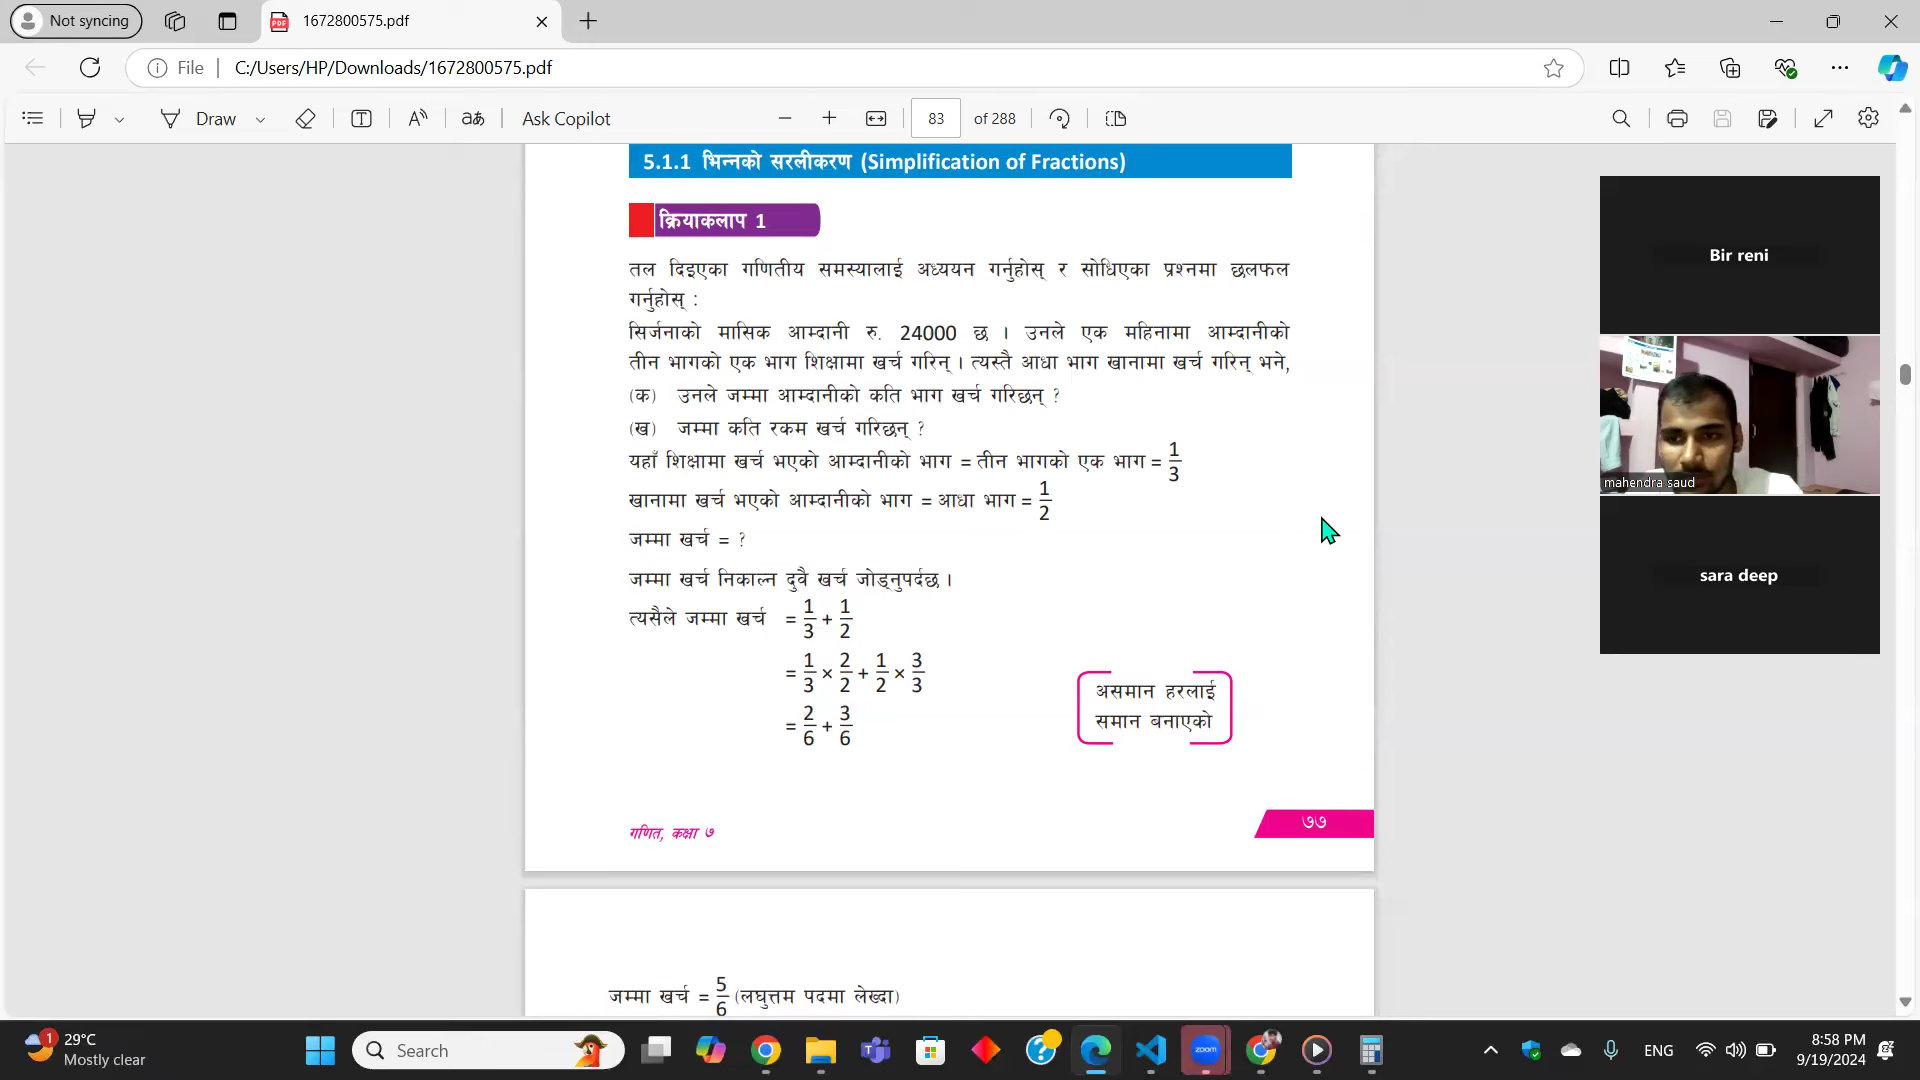 Not syncing
1672800575.pdf
File
C:/Users/HP/Downloads/1672800575.pdf
Draw
aあ
Ask Copilot
83 of 288
5.1.1 भिन्नको सरलीकरण (Simplification of Fractions)
क्रियाकलाप 1
तल दिइएका गणितीय समस्यालाई अध्ययन गर्नुहोस् र सोधिएका प्रश्नमा छलफल
गर्नुहोस् :
सिर्जनाको मासिक आम्दानी रु. 24000 छ । उनले एक महिनामा आम्दानीको
तीन भागको एक भाग शिक्षामा खर्च गरिन् । त्यस्तै आधा भाग खानामा खर्च गरिन् भने,
(क) उनले जम्मा आम्दानीको कति भाग खर्च गरिछन् ?
(ख) जम्मा कति रकम खर्च गरिछन् ?
यहाँ शिक्षामा खर्च भएको आम्दानीको भाग = तीन भागको एक भाग = 1/3
खानामा खर्च भएको आम्दानीको भाग = आधा भाग = 1/2
जम्मा खर्च = ?
जम्मा खर्च निकाल्न दुवै खर्च जोड्नुपर्दछ ।
त्यसैले जम्मा खर्च = 1/3 + 1/2
= 1/3 × 2/2 + 1/2 × 3/3
= 2/6 + 3/6
असमान हरलाई
समान बनाएको
गणित, कक्षा ७
७७
जम्मा खर्च = 5/6 (लघुत्तम पदमा लेख्दा)
Bir reni
mahendra saud
sara deep
1
29°C
Mostly clear
Search
zoom
ENG
8:58 PM
9/19/2024